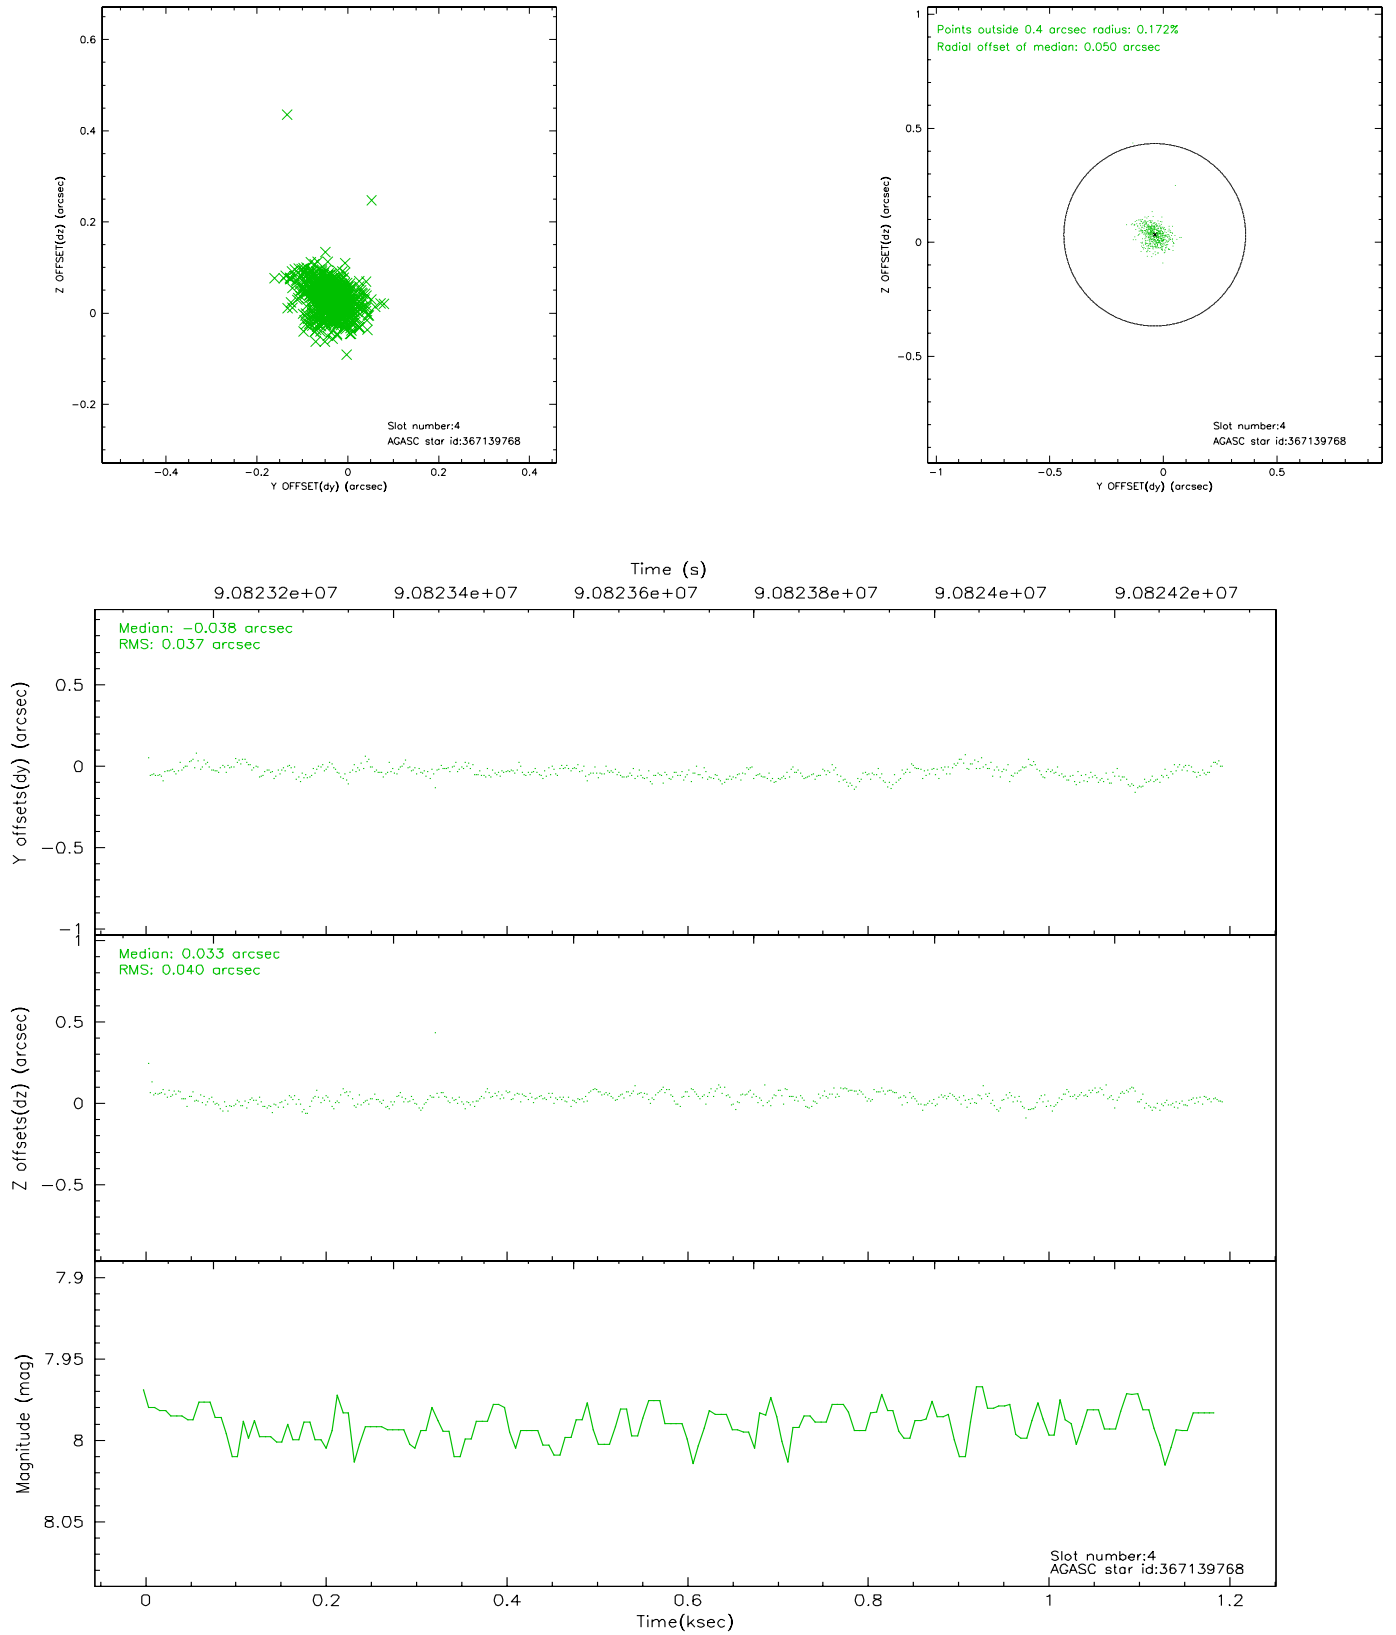 0.6
0.4
0.2
0
−0.2
Z OFFSET(dz) (arcsec)
Slot number:4
AGASC star id:367139768
−0.4
−0.2
0
0.2
0.4
Y OFFSET(dy) (arcsec)
Points outside 0.4 arcsec radius: 0.172%
Radial offset of median: 0.050 arcsec
1
0.5
0
−0.5
Z OFFSET(dz) (arcsec)
Slot number:4
AGASC star id:367139768
−1
−0.5
0
0.5
Y OFFSET(dy) (arcsec)
Time (s)
9.08232e+07
9.08234e+07
9.08236e+07
9.08238e+07
9.0824e+07
9.08242e+07
Median: −0.038 arcsec
RMS: 0.037 arcsec
0.5
0
−0.5
−1
Y offsets(dy) (arcsec)
Median: 0.033 arcsec
RMS: 0.040 arcsec
1
0.5
0
−0.5
Z offsets(dz) (arcsec)
7.9
7.95
8
8.05
Magnitude (mag)
Slot number:4
AGASC star id:367139768
0
0.2
0.4
0.6
0.8
1
1.2
Time(ksec)